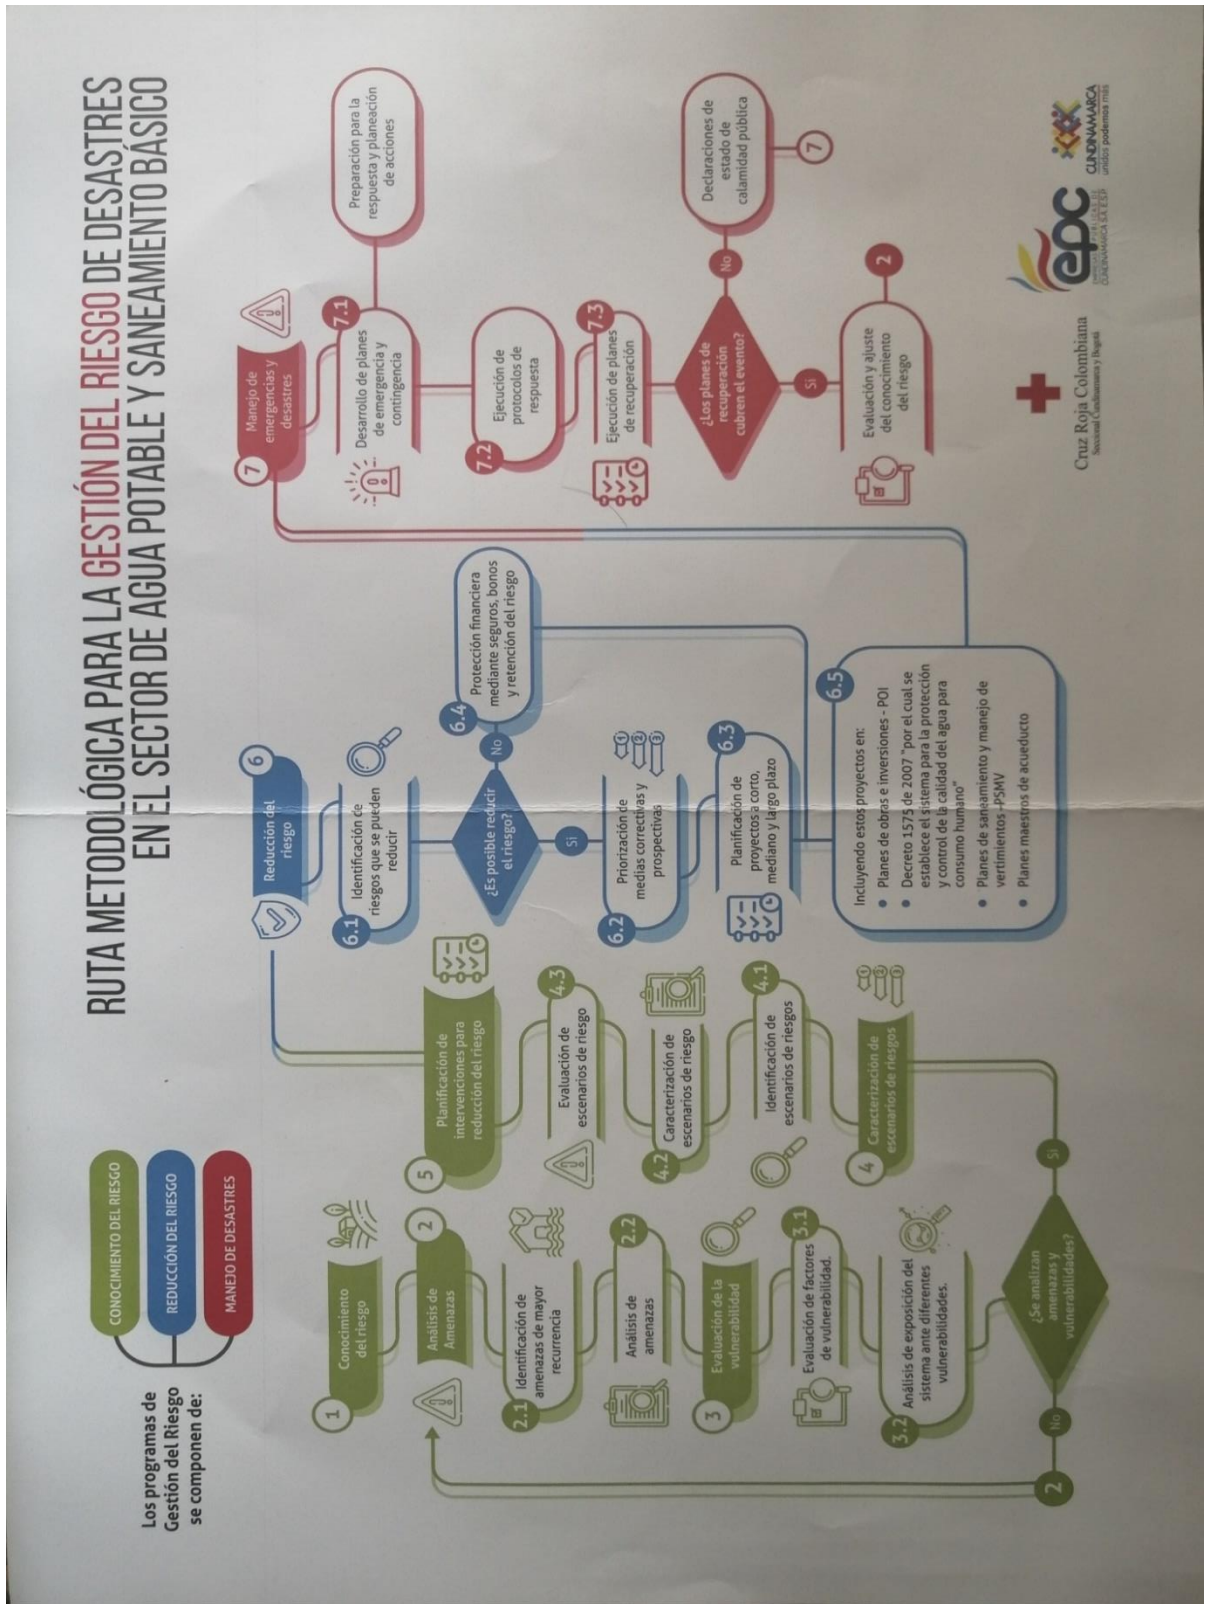 RUTA METODOLÓGICA PARA LA GESTIÓN DEL RIESGO DE DESASTRES
EN EL SECTOR DE AGUA POTABLE Y SANEAMIENTO BÁSICO
Los programas de
Gestión del Riesgo
se componen de:
CONOCIMIENTO DEL RIESGO
REDUCCIÓN DEL RIESGO
MANEJO DE DESASTRES
1
Conocimiento
del riesgo
2
Análisis de
Amenazas
2.1
Identificación de
amenazas de mayor
recurrencia
2.2
Análisis de
amenazas
3
Evaluación de la
vulnerabilidad
3.1
Evaluación de factores
de vulnerabilidad.
3.2
Análisis de exposición del
sistema ante diferentes
vulnerabilidades.
¿Se analizan
amenazas y
vulnerabilidades?
No
2
Si
4
Caracterización de
escenarios de riesgos
4.1
Identificación de
escenarios de riesgos
4.2
Caracterización de
escenarios de riesgo
4.3
Evaluación de
escenarios de riesgo
5
Planificación de
intervenciones para
reducción del riesgo
6
Reducción del
riesgo
6.1
Identificación de
riesgos que se pueden
reducir
¿Es posible reducir
el riesgo?
No
6.4
Protección financiera
mediante seguros, bonos
y retención del riesgo
Si
6.2
Priorización de
medias correctivas y
prospectivas
6.3
Planificación de
proyectos a corto,
mediano y largo plazo
6.5
Incluyendo estos proyectos en:
• Planes de obras e inversiones - POI
• Decreto 1575 de 2007 "por el cual se
establece el sistema para la protección
y control de la calidad del agua para
consumo humano"
• Planes de saneamiento y manejo de
vertimientos –PSMV
• Planes maestros de acueducto
7
Manejo de
emergencias y
desastres
7.1
Desarrollo de planes
de emergencia y
contingencia
Preparación para la
respuesta y planeación
de acciones
7.2
Ejecución de
protocolos de
respuesta
7.3
Ejecución de planes
de recuperación
¿Los planes de
recuperación
cubren el evento?
No
Declaraciones de
estado de
calamidad pública
7
Si
Evaluación y ajuste
del conocimiento
del riesgo
2
Cruz Roja Colombiana
Seccional Cundinamarca y Bogotá
epc
EMPRESAS PÚBLICAS DE
CUNDINAMARCA S.A. E.S.P
CUNDINAMARCA
unidos podemos más